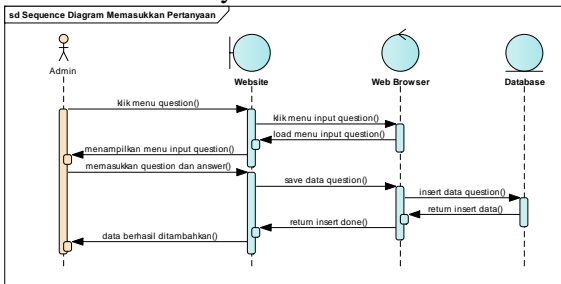 sd Sequence Diagram Memasukkan Pertanyaan
Admin
Website
Web Browser
Database
klik menu question()
klik menu input question()
load menu input question()
menampilkan menu input question()
memasukkan question dan answer()
save data question()
insert data question()
return insert data()
return insert done()
data berhasil ditambahkan()